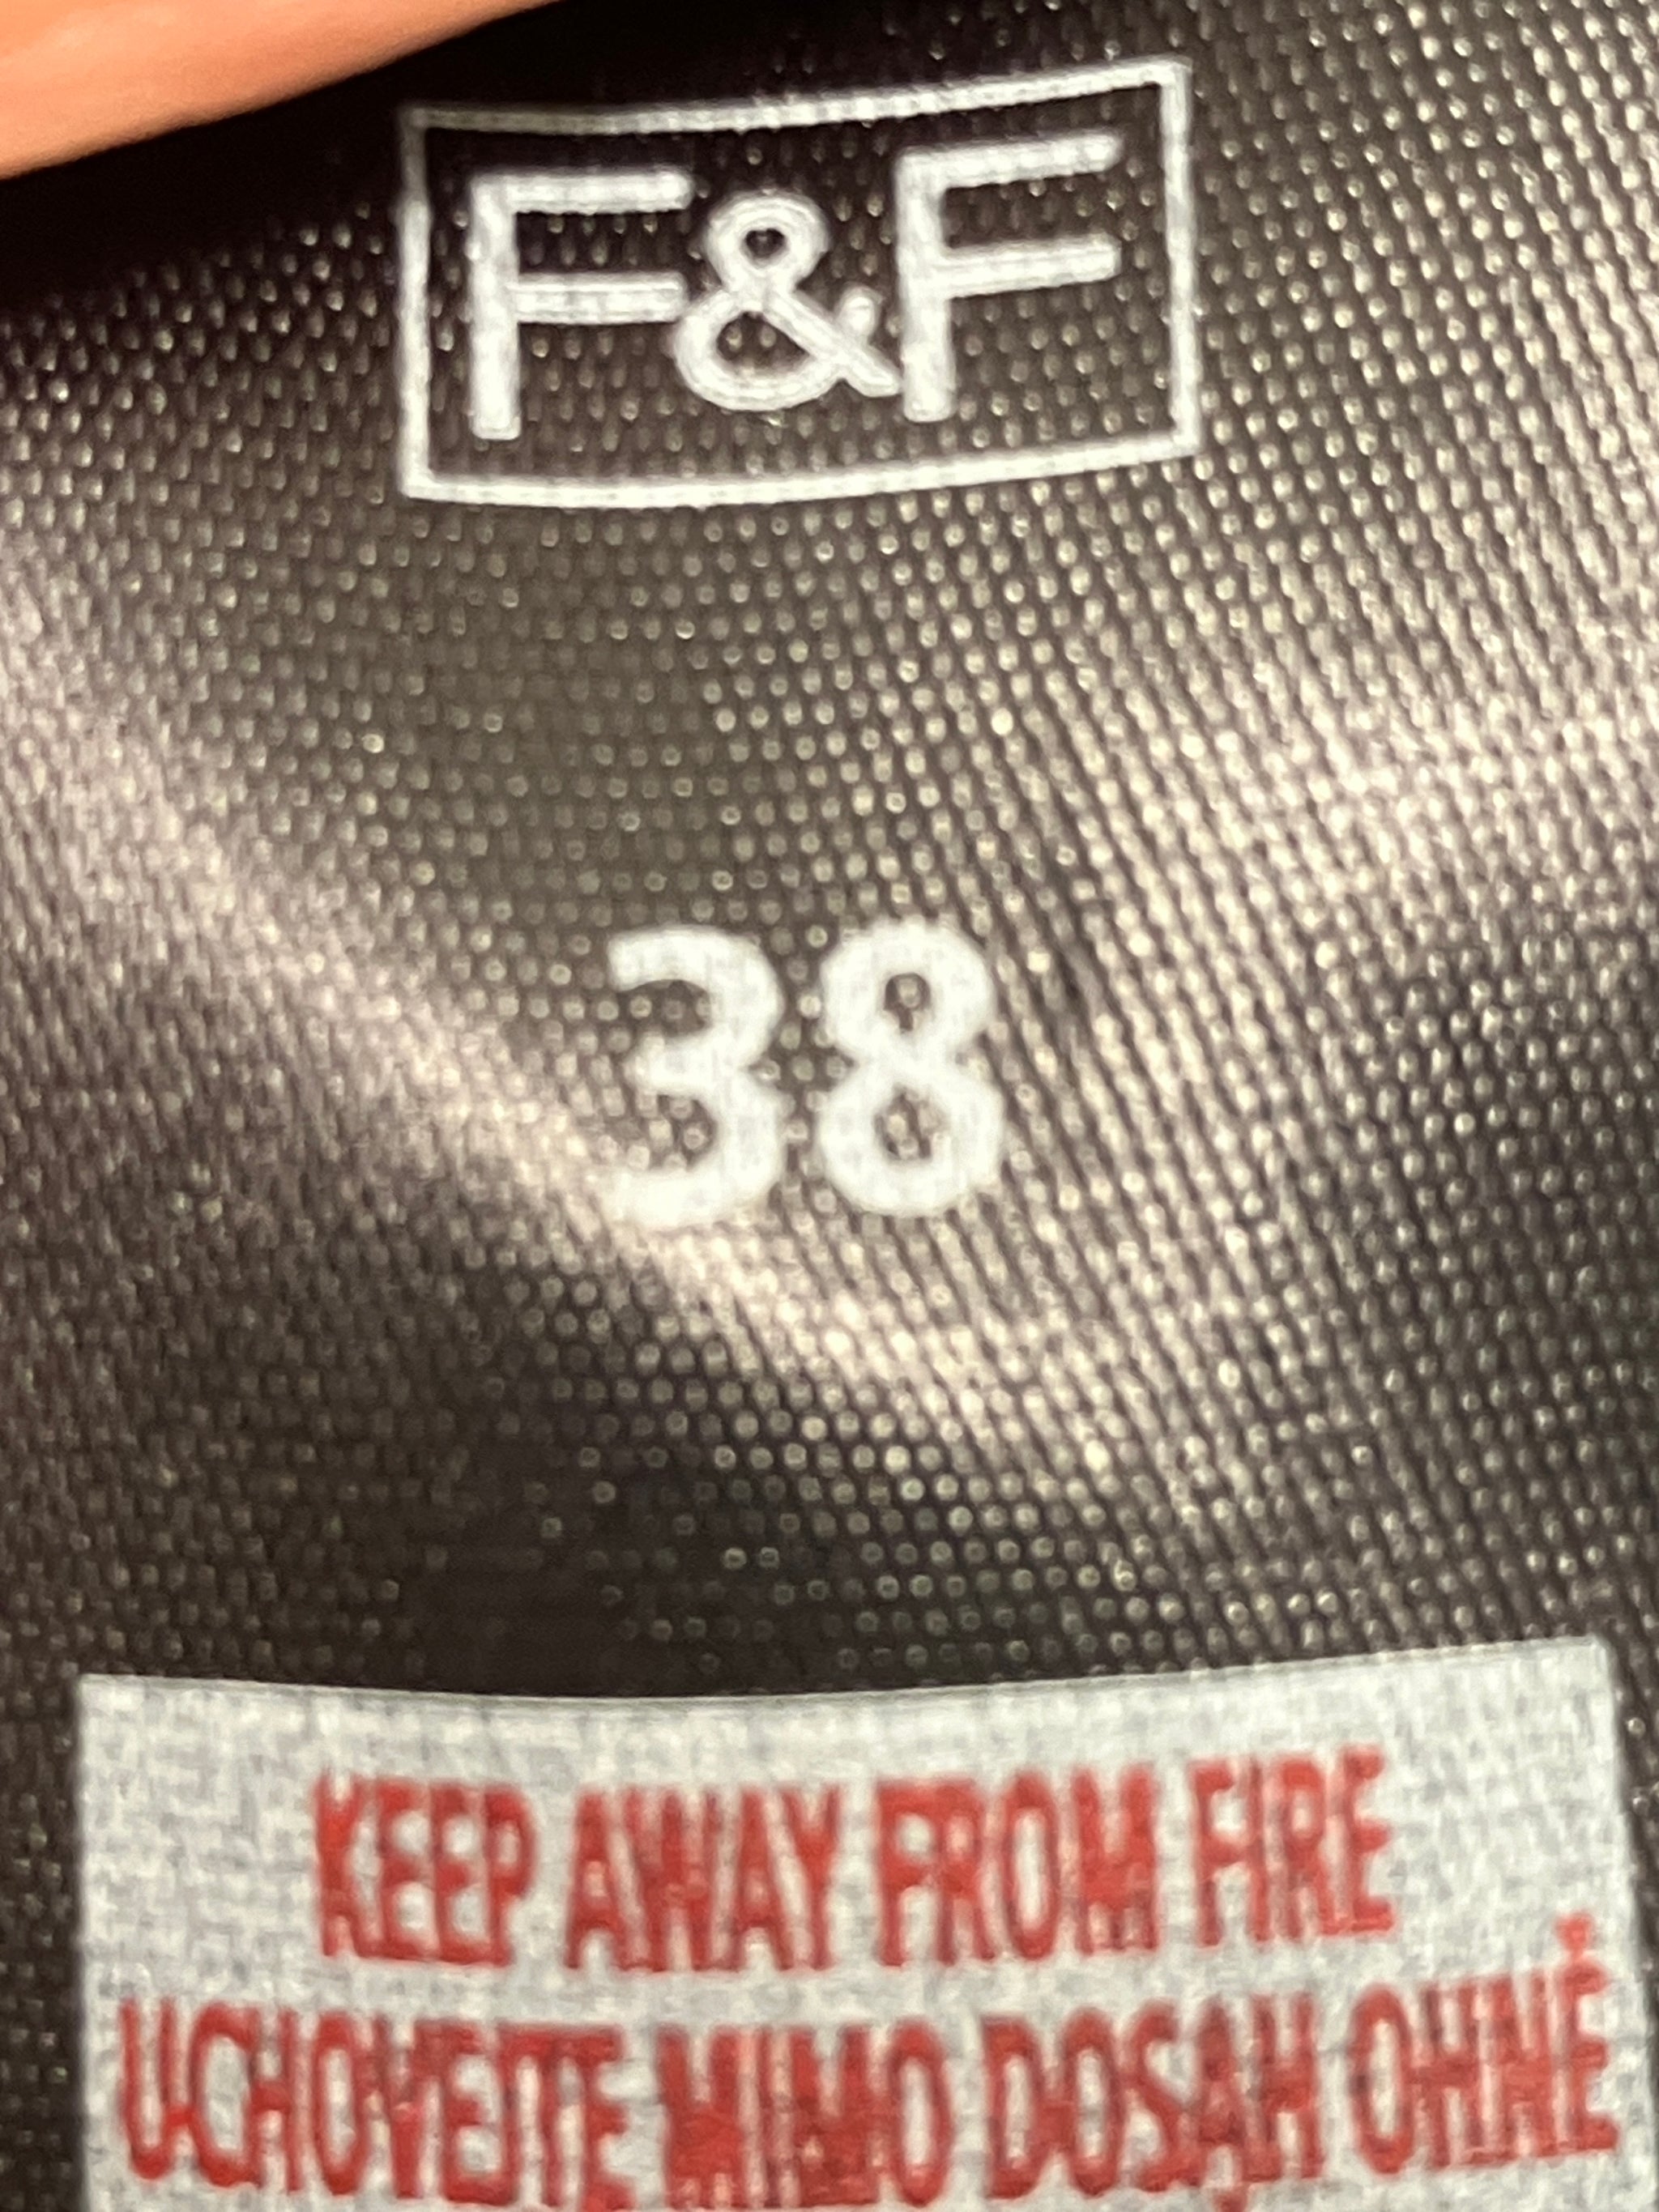 F&F
38
KEEP AWAY FROM FIRE
UCHOVEJTE MIMO DOSAH OHNĚ